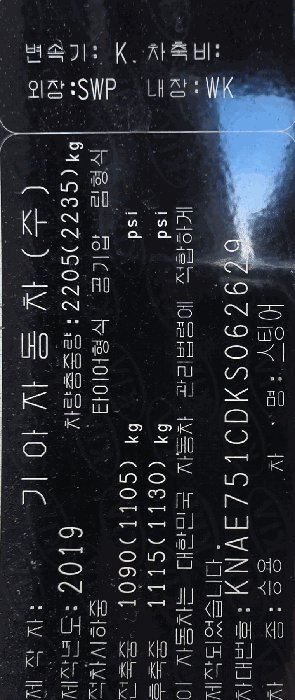 변속기: K. 차축비:
외장:SWP 내장:WK
제 작 자: 기 아 자 동 차 (주)
제작년도:2019 차량총중량:2205(2235)kg
적차시하중 타이어형식 공기압 림형식
전축중 1090(1105) kg psi
후축중 1115(1130) kg psi
이 자동차는 대한민국 자동차 관리법령에 적합하게
제작되었습니다.
차대번호:KNAE751CDKS062629
차 종:승용 차 명:스팅어